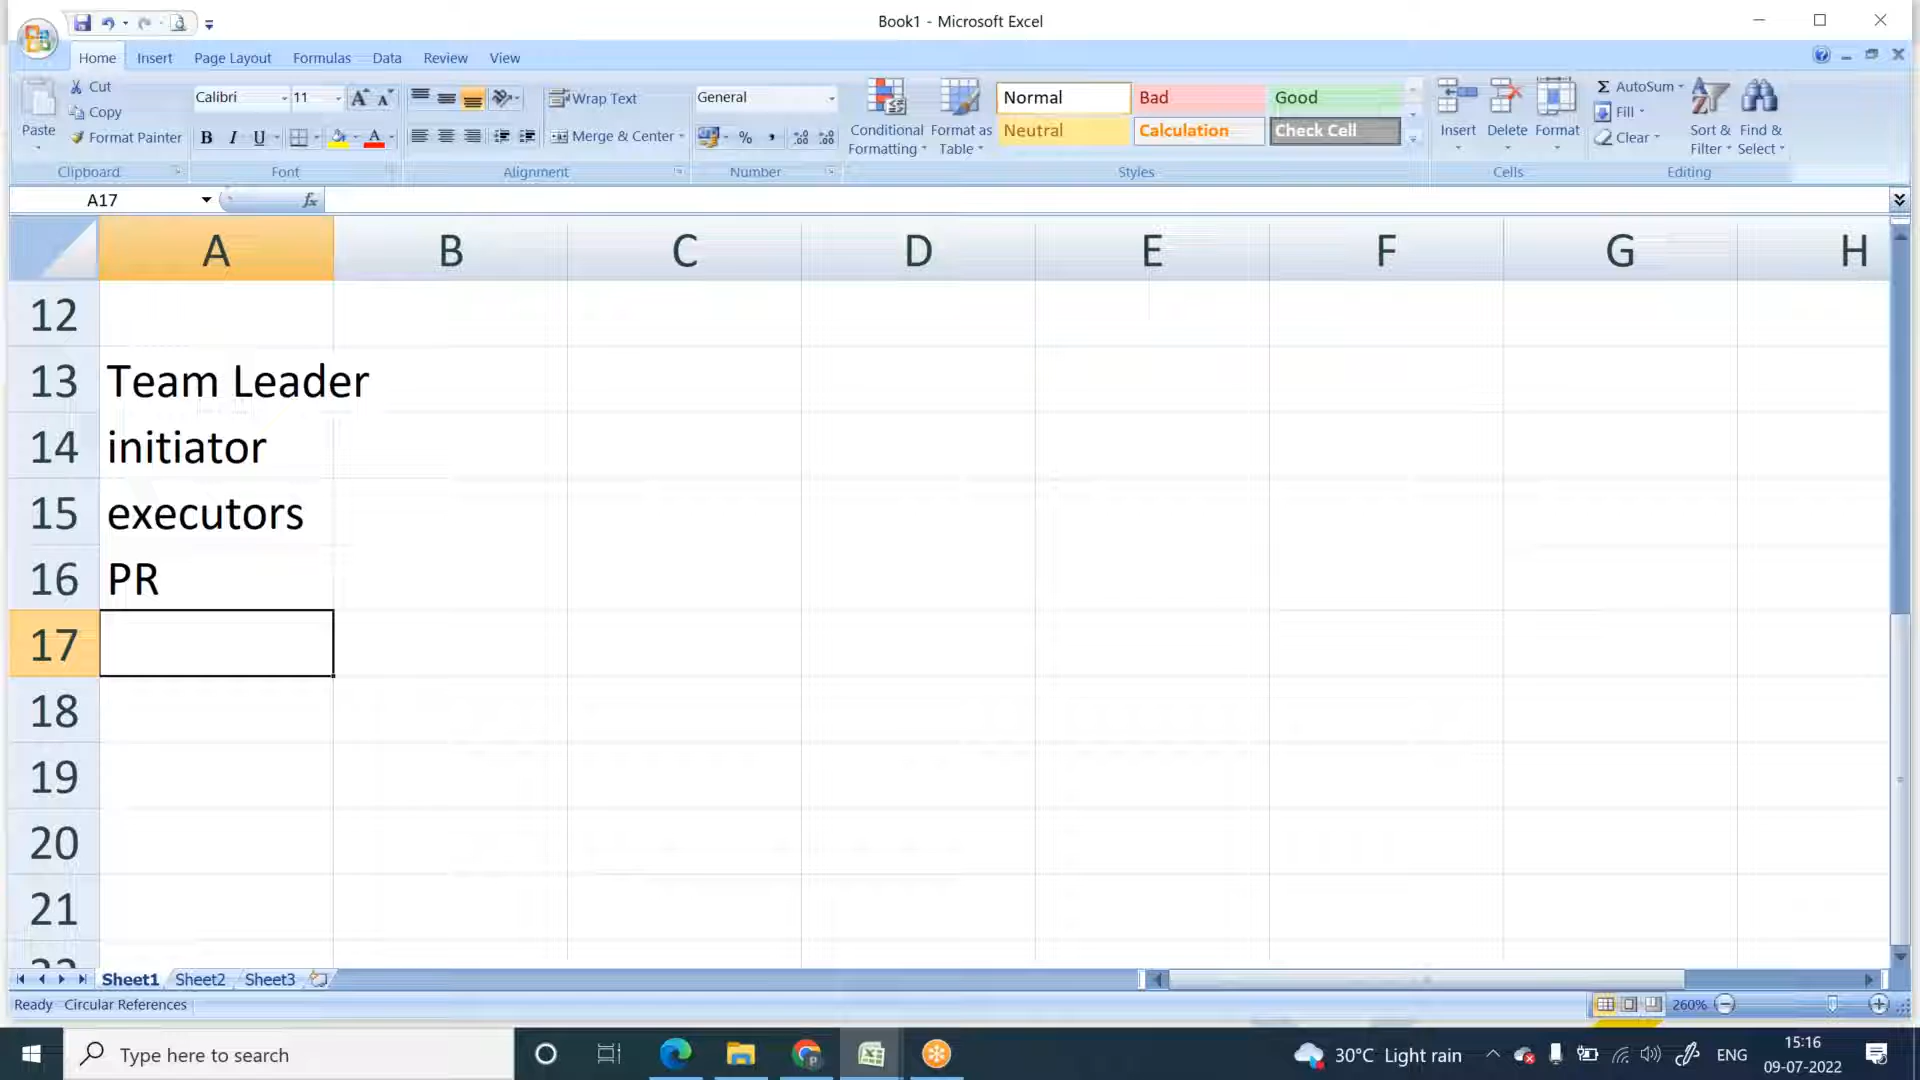 Book1 - Microsoft Excel
Home Insert Page Layout Formulas Data Review View
Paste
Cut
Copy
Format Painter
Clipboard
Calibri 11
B I U
Font
Wrap Text
Merge & Center
Alignment
General
%
Number
Conditional Formatting
Format as Table
Normal Bad Good
Neutral Calculation Check Cell
Styles
Insert Delete Format
Cells
Σ AutoSum
Fill
Clear
Sort & Filter
Find & Select
Editing
A17 fx
A B C D E F G H
12
13 Team Leader
14 initiator
15 executors
16 PR
17
18
19
20
21
Sheet1 Sheet2 Sheet3
Ready Circular References 260%
Type here to search
30°C Light rain
ENG
15:16
09-07-2022